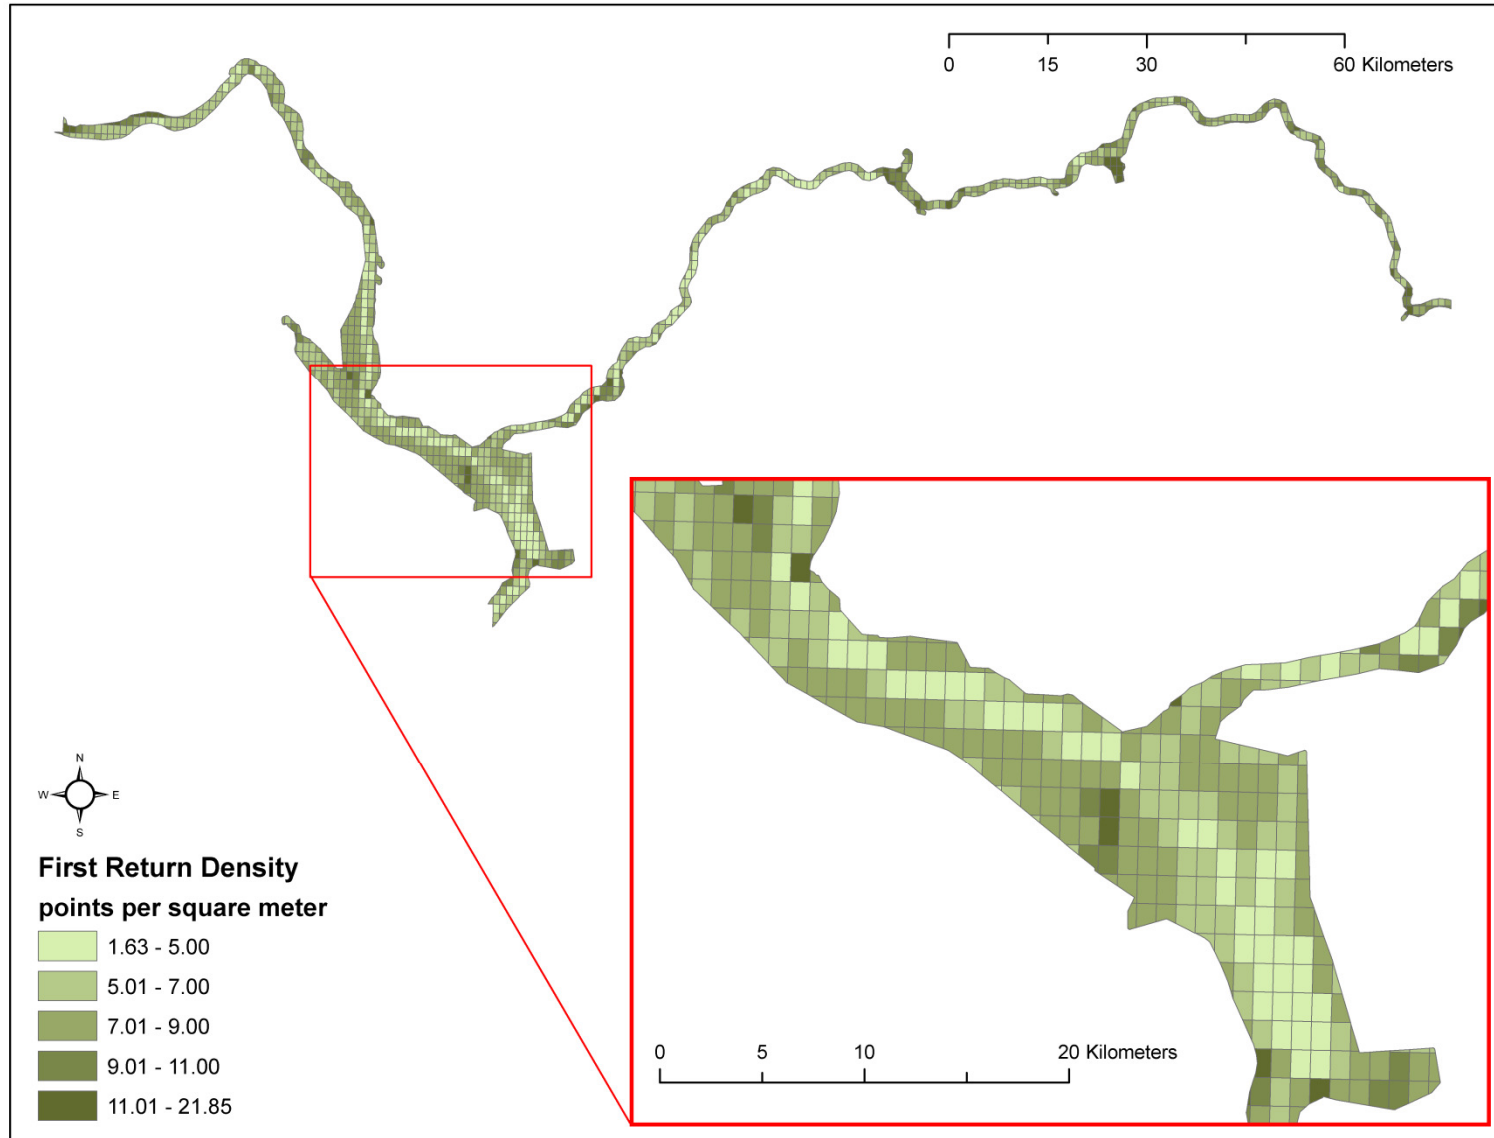 0 15 30 60 Kilometers
N
W E
S
First Return Density
points per square meter
1.63 - 5.00
5.01 - 7.00
7.01 - 9.00
9.01 - 11.00
11.01 - 21.85
0 5 10 20 Kilometers